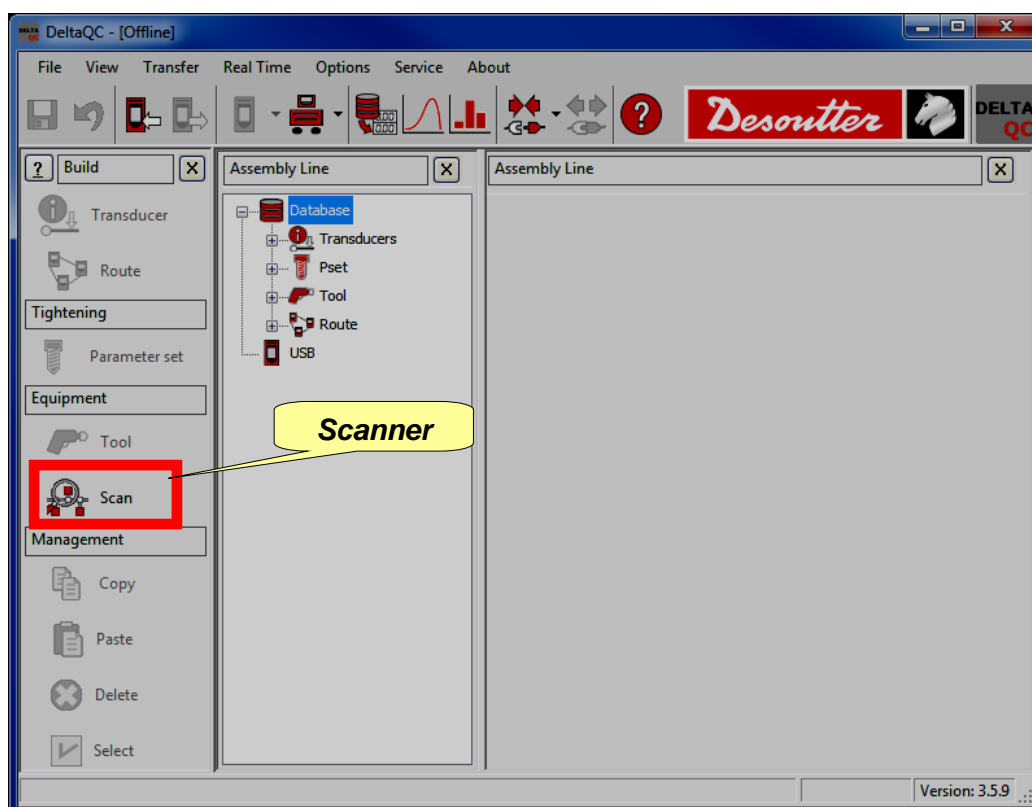 DELTA QC DeltaQC - [Offline]
File View Transfer Real Time Options Service About
? Desoutter DELTA QC
? Build X
Transducer
Route
Tightening
Parameter set
Equipment
Tool
Scan
Management
Copy
Paste
Delete
Select
Assembly Line X
Database
Transducers
Pset
Tool
Route
USB
Scanner
Assembly Line X
Version: 3.5.9